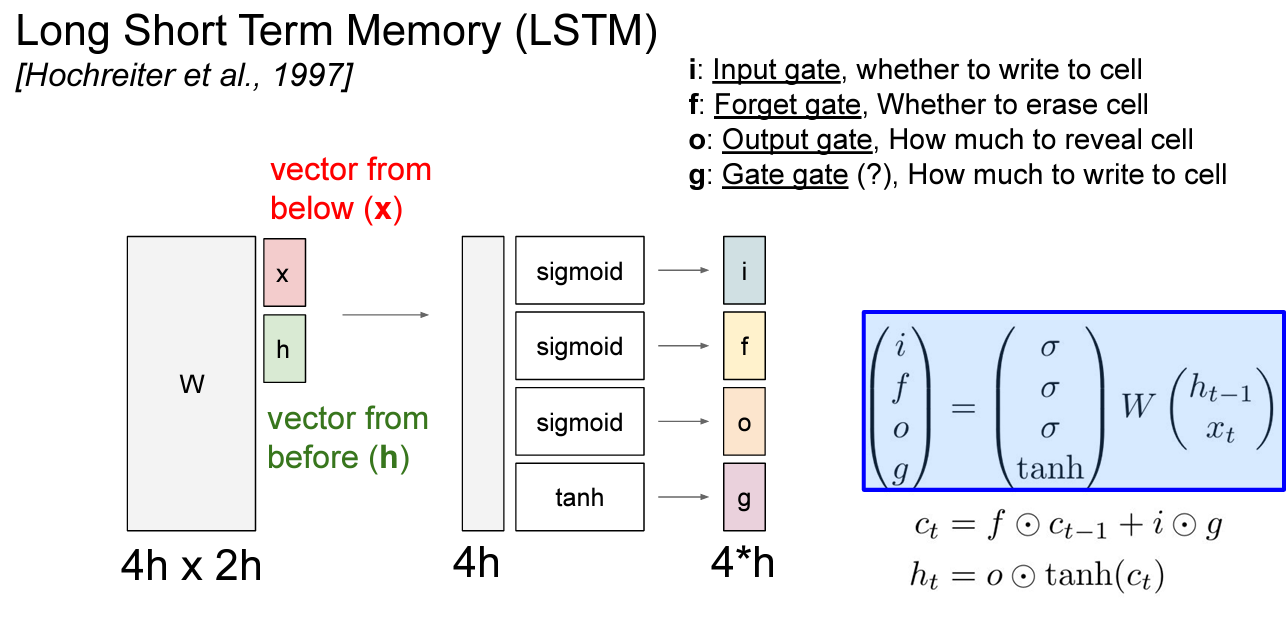 Long Short Term Memory (LSTM)
[Hochreiter et al., 1997]
i: Input gate, whether to write to cell
f: Forget gate, Whether to erase cell
o: Output gate, How much to reveal cell
g: Gate gate (?), How much to write to cell
vector from
below (x)
x
h
W
vector from
before (h)
sigmoid
sigmoid
sigmoid
tanh
i
f
o
g
4h x 2h
4h
4*h
(i f o g) = (σ σ σ tanh) W (h_{t−1} x_t)
c_t = f ⊙ c_{t−1} + i ⊙ g
h_t = o ⊙ tanh(c_t)